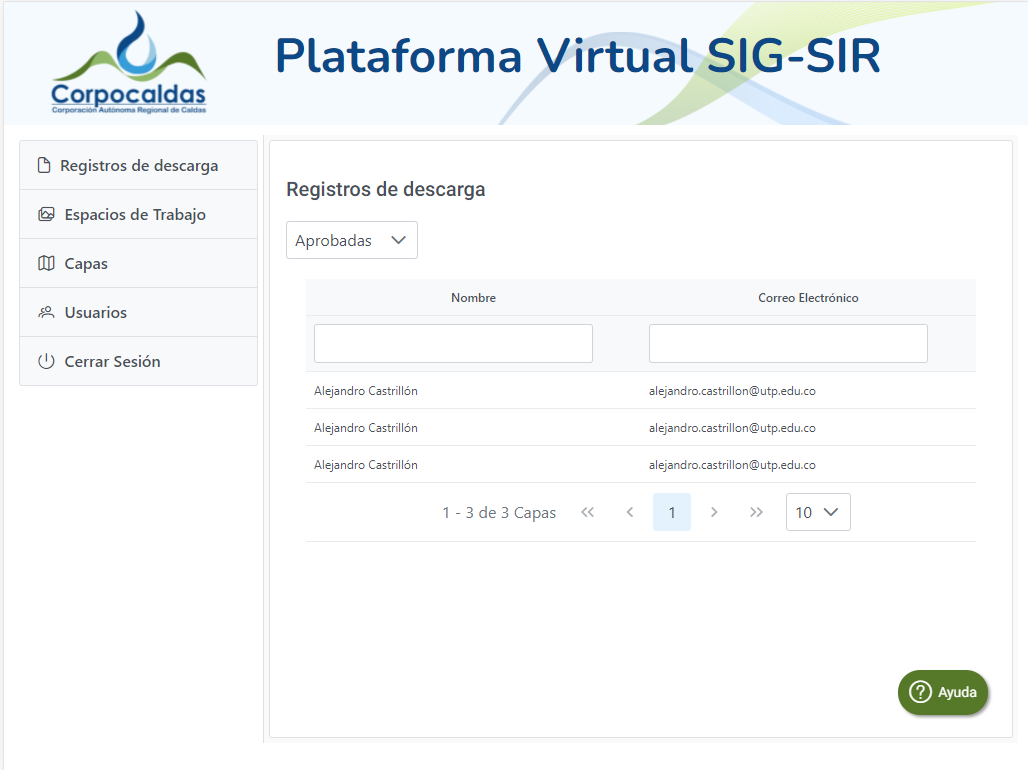 Corpocaldas
Corporación Autónoma Regional de Caldas
Plataforma Virtual SIG-SIR
Registros de descarga
Espacios de Trabajo
Capas
Usuarios
Cerrar Sesión
Registros de descarga
Aprobadas
Nombre Correo Electrónico
Alejandro Castrillón alejandro.castrillon@utp.edu.co
Alejandro Castrillón alejandro.castrillon@utp.edu.co
Alejandro Castrillón alejandro.castrillon@utp.edu.co
1 - 3 de 3 Capas 1 10
Ayuda